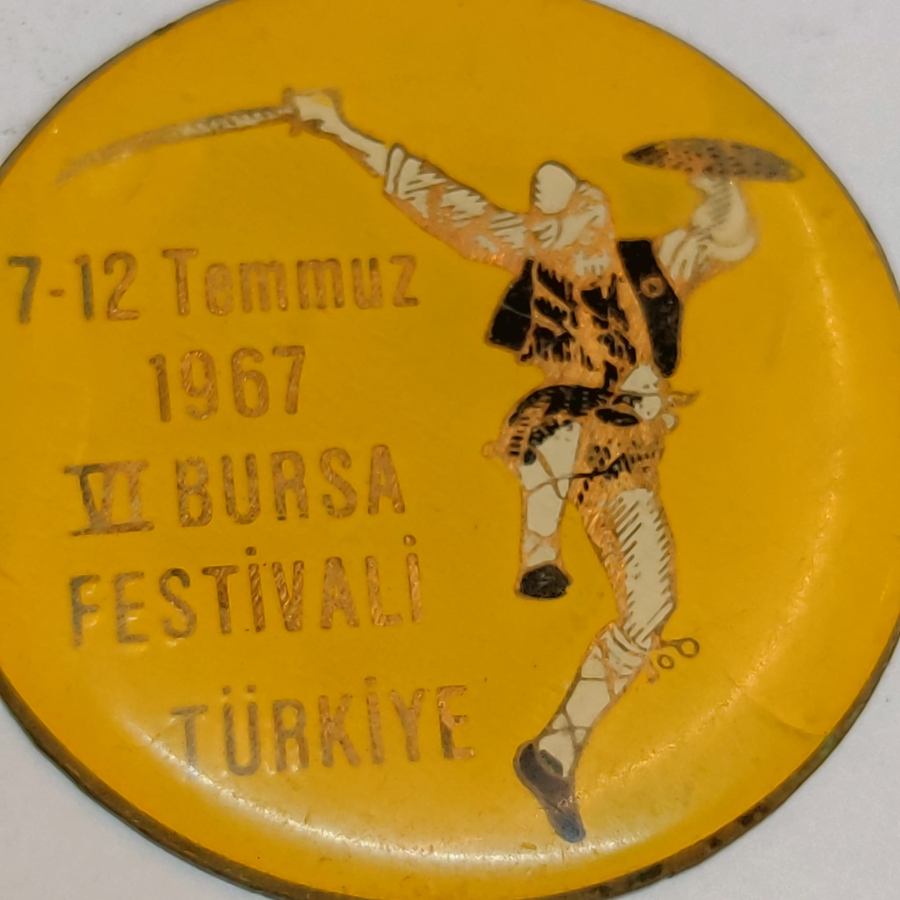 7-12 Temmuz
1967
VI BURSA
FESTİVALİ
TÜRKİYE